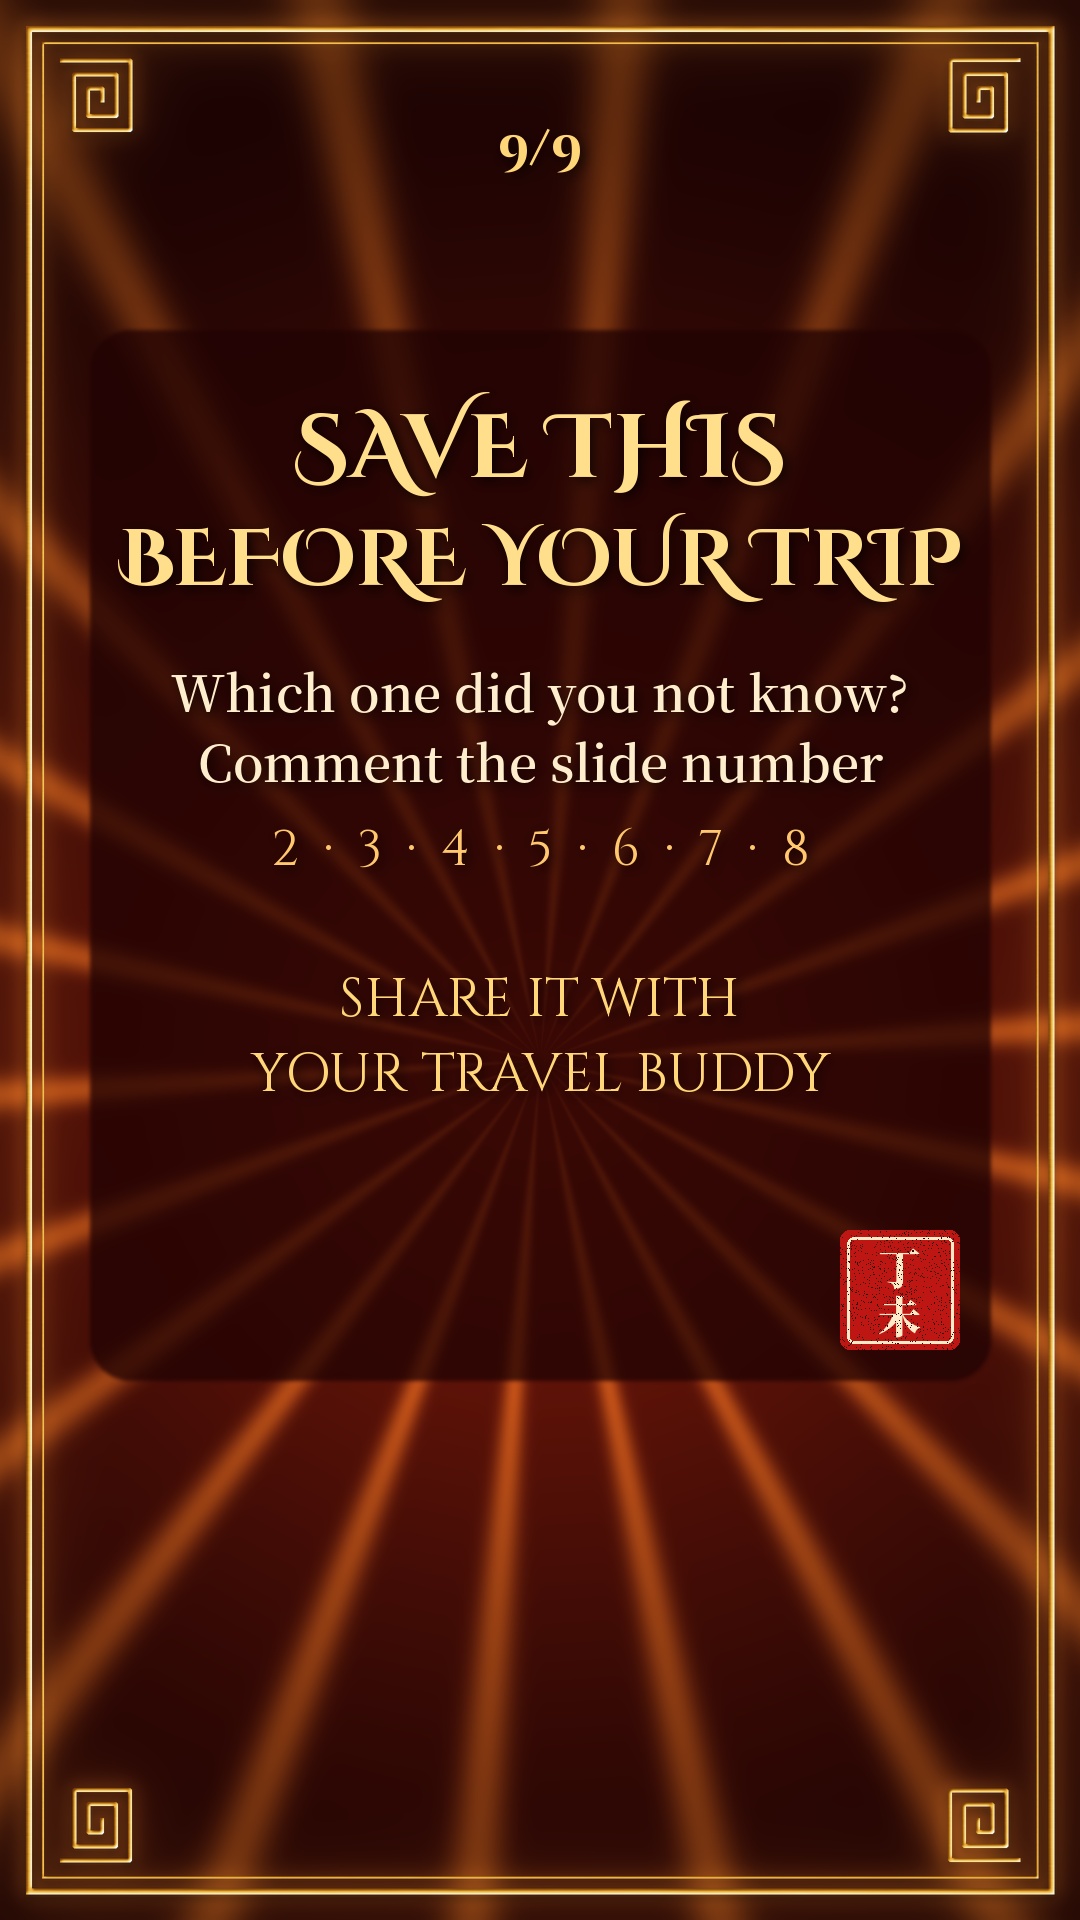 9/9
SAVE THIS
BEFORE YOUR TRIP
Which one did you not know?
Comment the slide number
2 · 3 · 4 · 5 · 6 · 7 · 8
SHARE IT WITH
YOUR TRAVEL BUDDY
丁
未